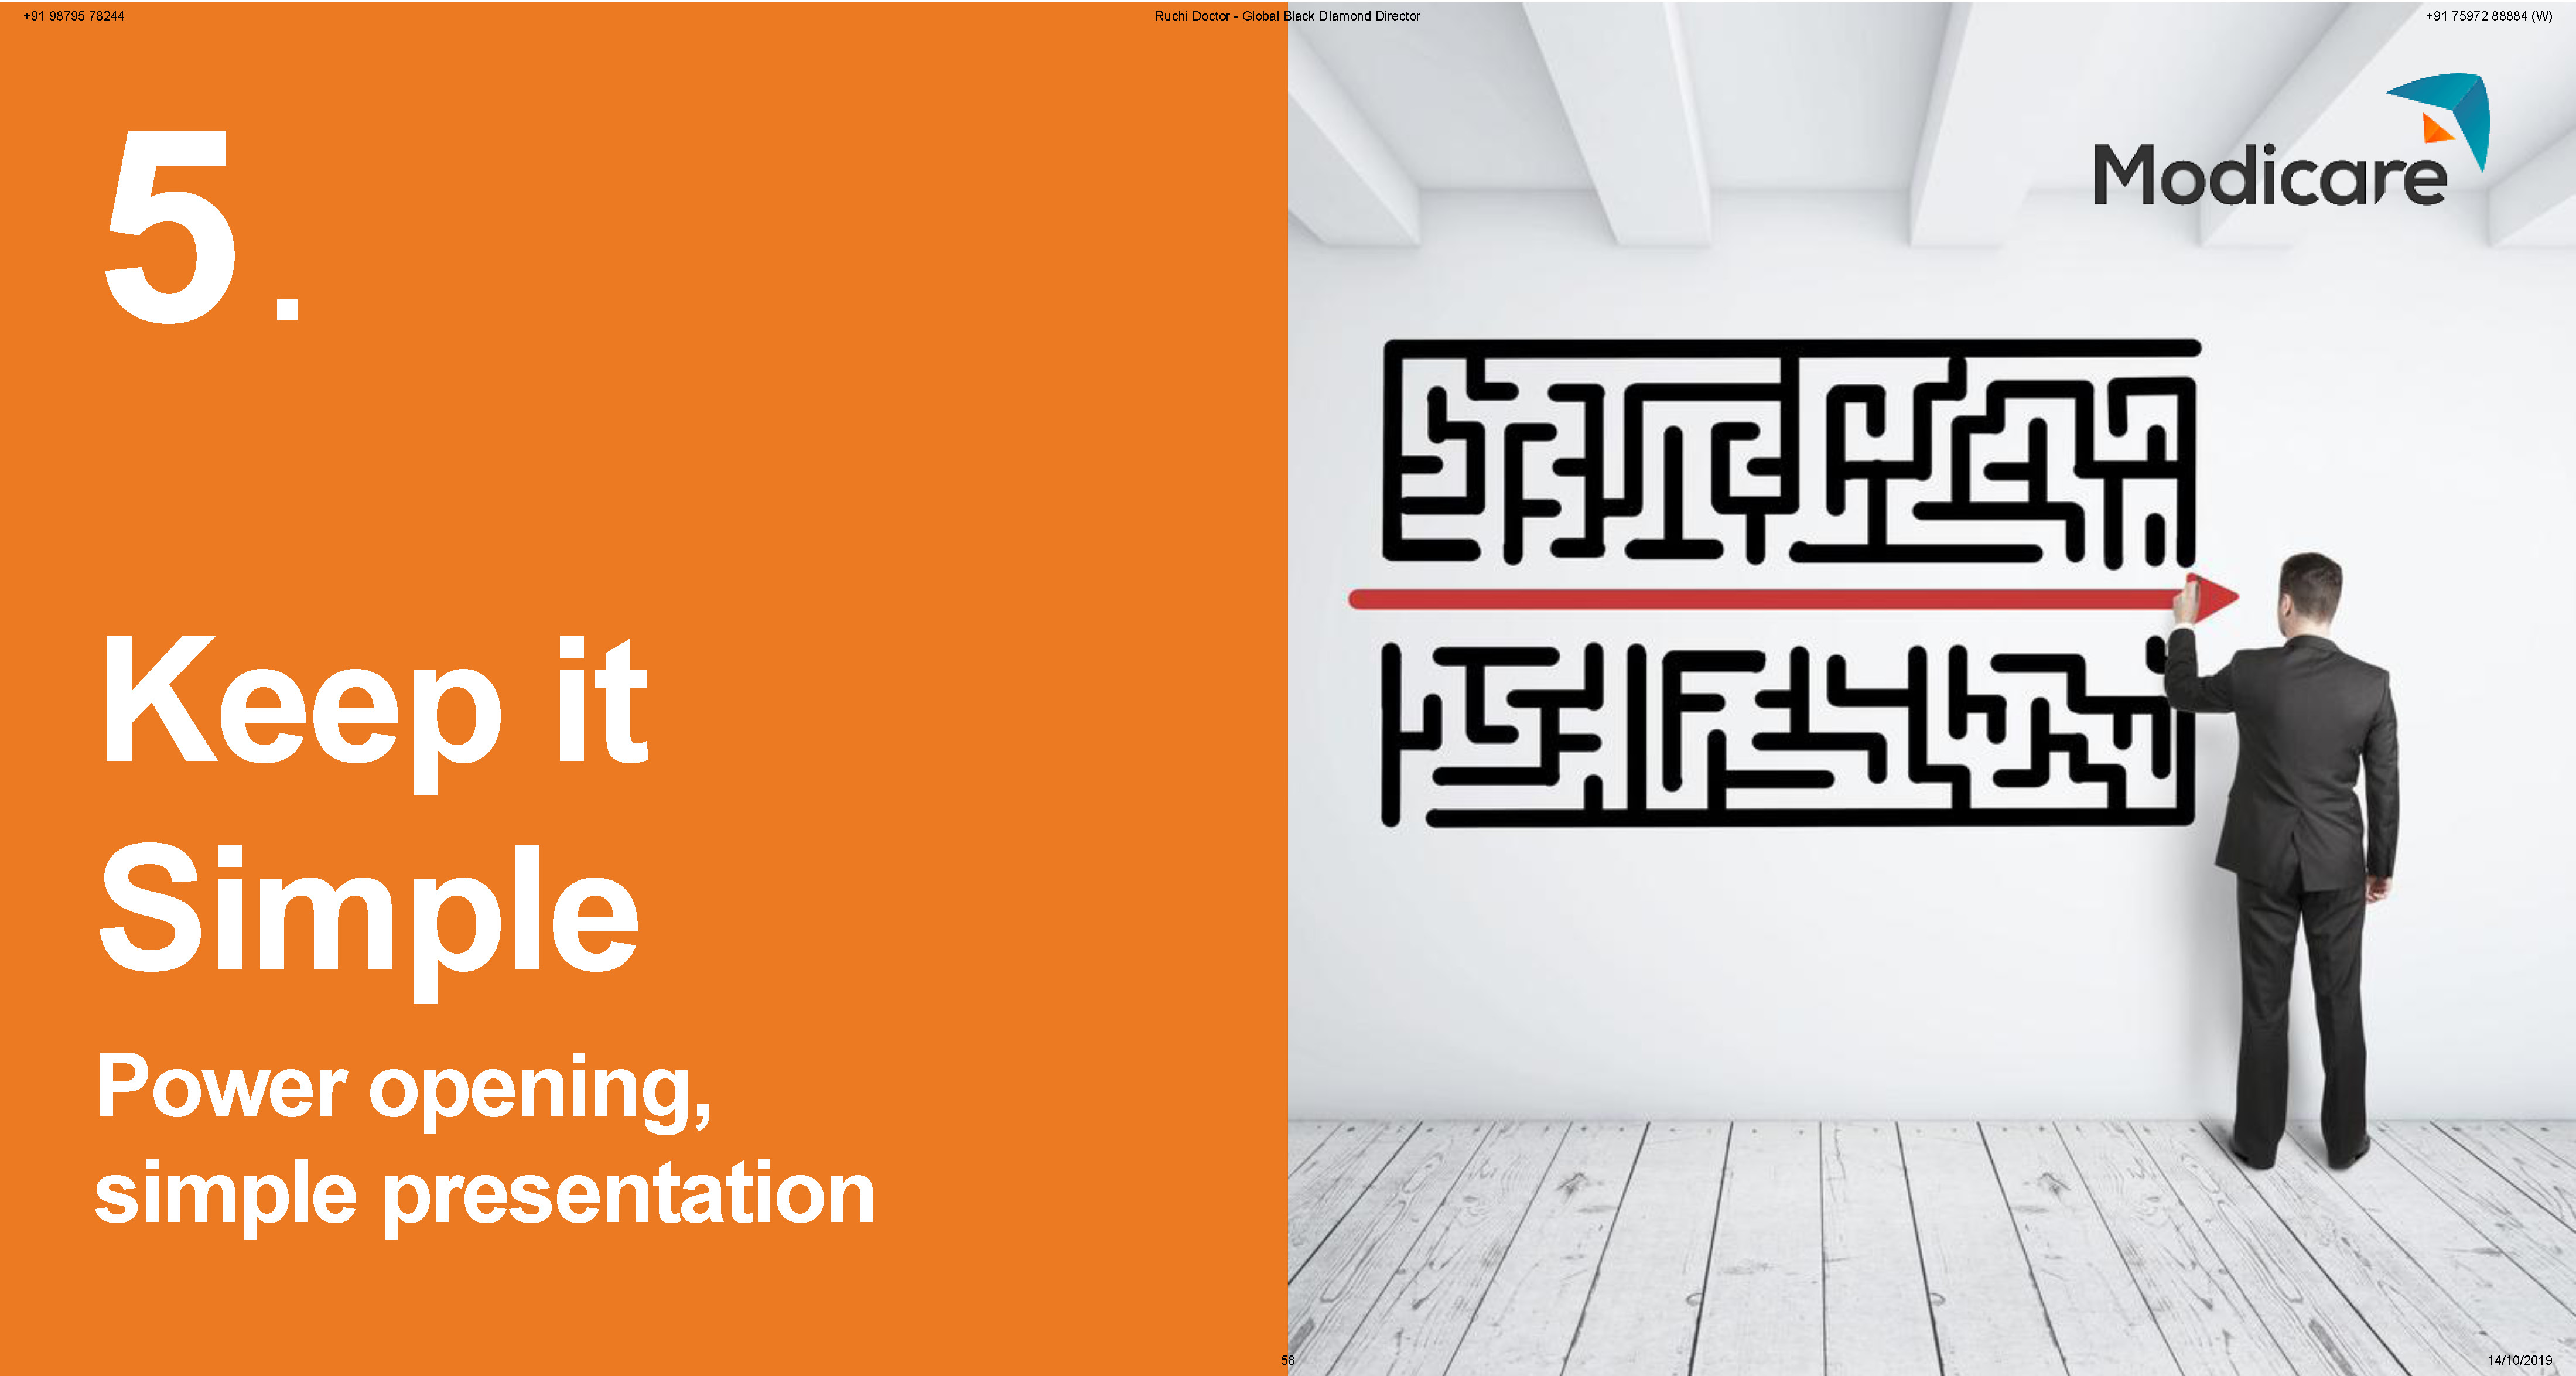 +91 98795 78244
Ruchi Doctor - Global Black DIamond Director
+91 75972 88884 (W)
5.
Keep it
Simple
Power opening,
simple presentation
Modicare
58
14/10/2019